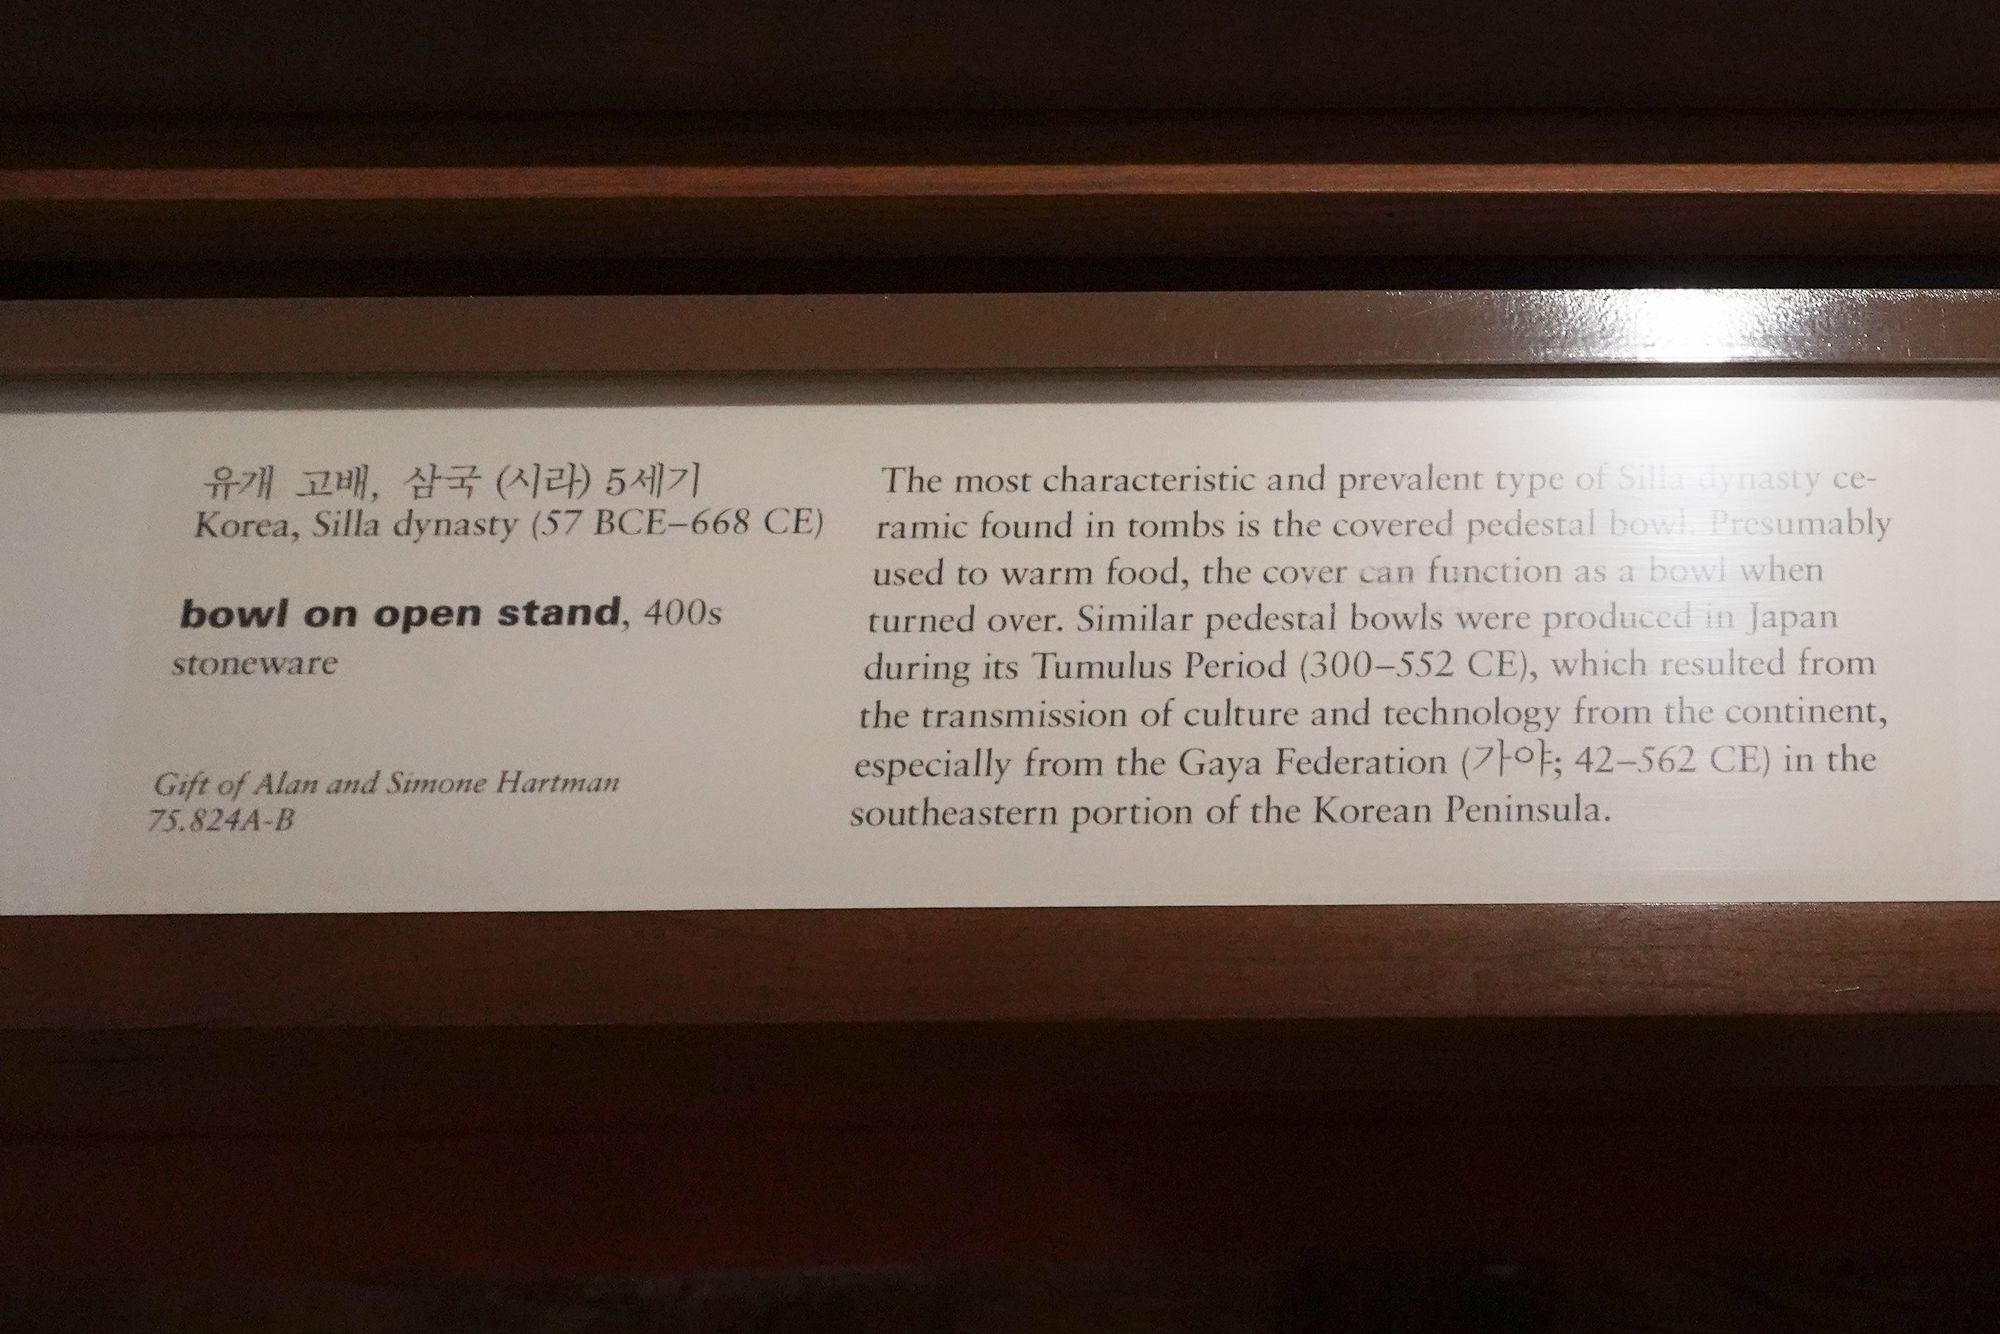 유개 고배, 삼국 (시라) 5세기
Korea, Silla dynasty (57 BCE–668 CE)
bowl on open stand, 400s
stoneware
Gift of Alan and Simone Hartman
75.824A-B
The most characteristic and prevalent type of Silla dynasty ce-
ramic found in tombs is the covered pedestal bowl. Presumably
used to warm food, the cover can function as a bowl when
turned over. Similar pedestal bowls were produced in Japan
during its Tumulus Period (300–552 CE), which resulted from
the transmission of culture and technology from the continent,
especially from the Gaya Federation (가야; 42–562 CE) in the
southeastern portion of the Korean Peninsula.